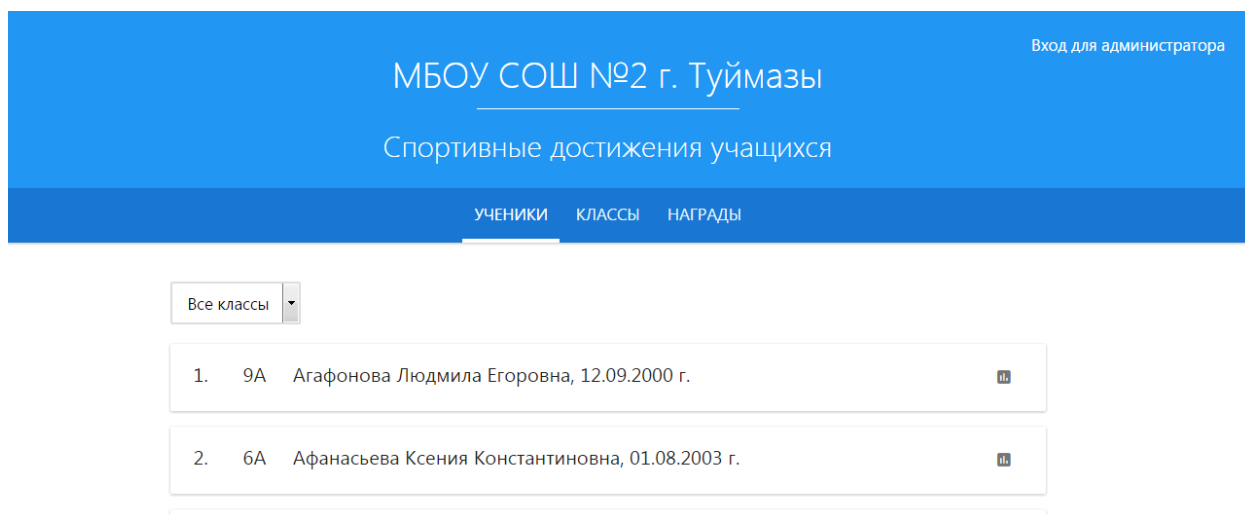 Вход для администратора
МБОУ СОШ №2 г. Туймазы
Спортивные достижения учащихся
УЧЕНИКИ КЛАССЫ НАГРАДЫ
Все классы
1. 9А Агафонова Людмила Егоровна, 12.09.2000 г.
2. 6А Афанасьева Ксения Константиновна, 01.08.2003 г.